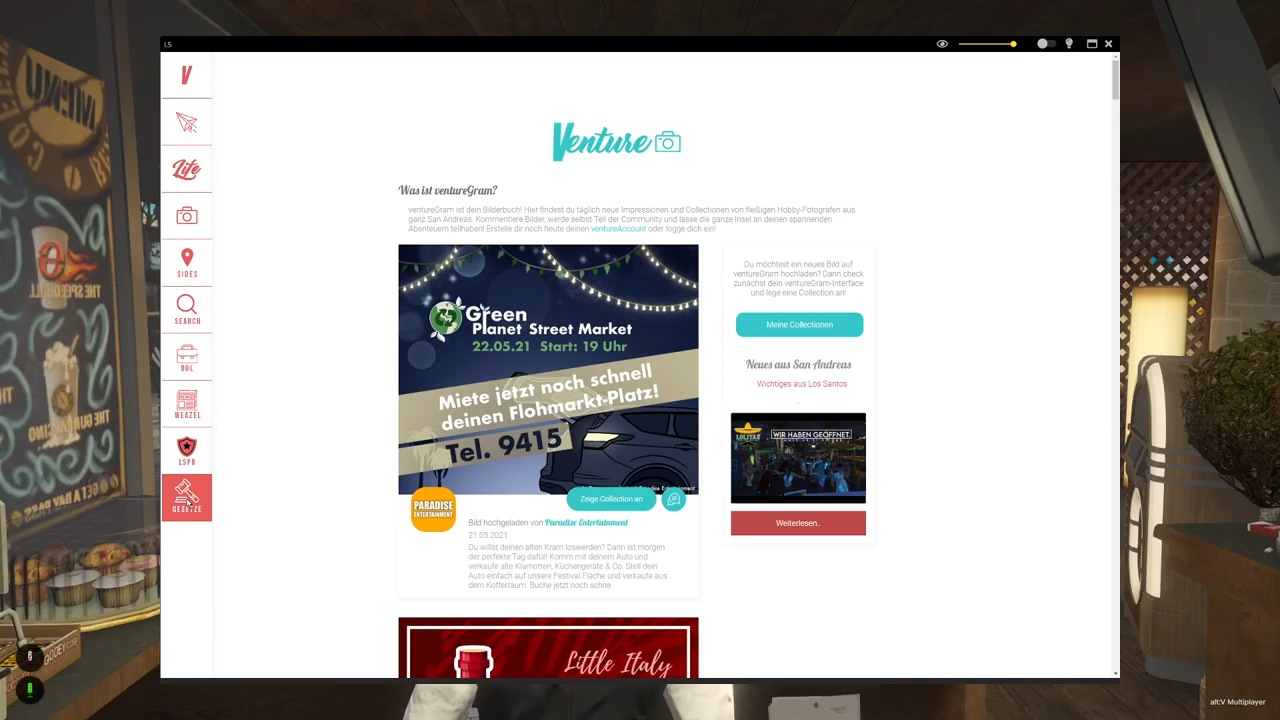 L5
V
Life
SIDES
SEARCH
DOL
NEWS
WEAZEL
LSPD
GESETZE
Venture
Was ist ventureGram?
ventureGram ist dein Bilderbuch! Hier findest du täglich neue Impressionen und Collectionen von fleißigen Hobby-Fotografen aus
ganz San Andreas. Kommentiere Bilder, werde selbst Teil der Community und lasse die ganze Insel an deinen spannenden
Abenteuern teilhaben! Erstelle dir noch heute deinen ventureAccount oder logge dich ein!
Green
Planet Street Market
22.05.21 Start: 19 Uhr
Miete jetzt noch schnell
deinen Flohmarkt-Platz!
Tel. 9415
PARADISE
ENTERTAINMENT
Zeige Collection an
Bild hochgeladen von Paradise Entertainment
21.05.2021
Du willst deinen alten Kram loswerden? Dann ist morgen
der perfekte Tag dafür! Komm mit deinem Auto und
verkaufe alte Klamotten, Küchengeräte & Co. Stell dein
Auto einfach auf unsere Festival Fläche und verkaufe aus
dem Kofferraum. Buche jetzt noch schne
Little Italy
Du möchtest ein neues Bild auf
ventureGram hochladen? Dann check
zunächst dein ventureGram-Interface
und lege eine Collection an!
Meine Collectionen
Neues aus San Andreas
Wichtiges aus Los Santos
.
LOLITAS
WIR HABEN GEÖFFNET.
Weiterlesen..
MENU
alt:V Multiplayer